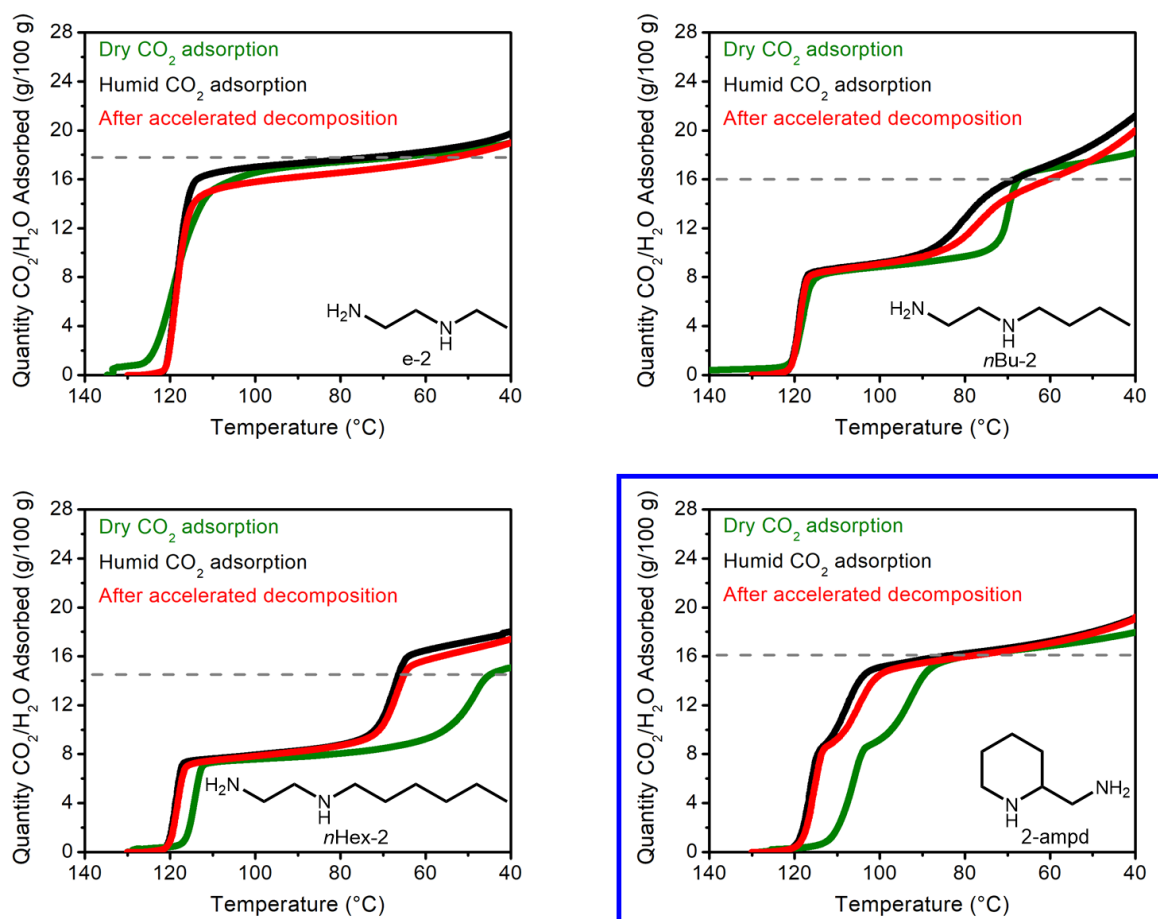 Quantity CO₂/H₂O Adsorbed (g/100 g)
28
24
20
16
12
8
4
0
Dry CO₂ adsorption
Humid CO₂ adsorption
After accelerated decomposition
H₂N
N
H
e-2
140 120 100 80 60 40
Temperature (°C)
Quantity CO₂/H₂O Adsorbed (g/100 g)
28
24
20
16
12
8
4
0
Dry CO₂ adsorption
Humid CO₂ adsorption
After accelerated decomposition
H₂N
N
H
nBu-2
140 120 100 80 60 40
Temperature (°C)
Quantity CO₂/H₂O Adsorbed (g/100 g)
28
24
20
16
12
8
4
0
Dry CO₂ adsorption
Humid CO₂ adsorption
After accelerated decomposition
H₂N
N
H
nHex-2
140 120 100 80 60 40
Temperature (°C)
Quantity CO₂/H₂O Adsorbed (g/100 g)
28
24
20
16
12
8
4
0
Dry CO₂ adsorption
Humid CO₂ adsorption
After accelerated decomposition
NH₂
N
H
2-ampd
140 120 100 80 60 40
Temperature (°C)